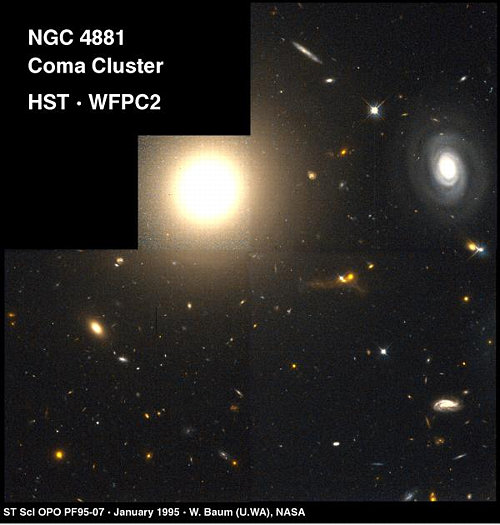 NGC 4881
Coma Cluster
HST · WFPC2
ST ScI OPO PF95-07 · January 1995 · W. Baum (U.WA), NASA